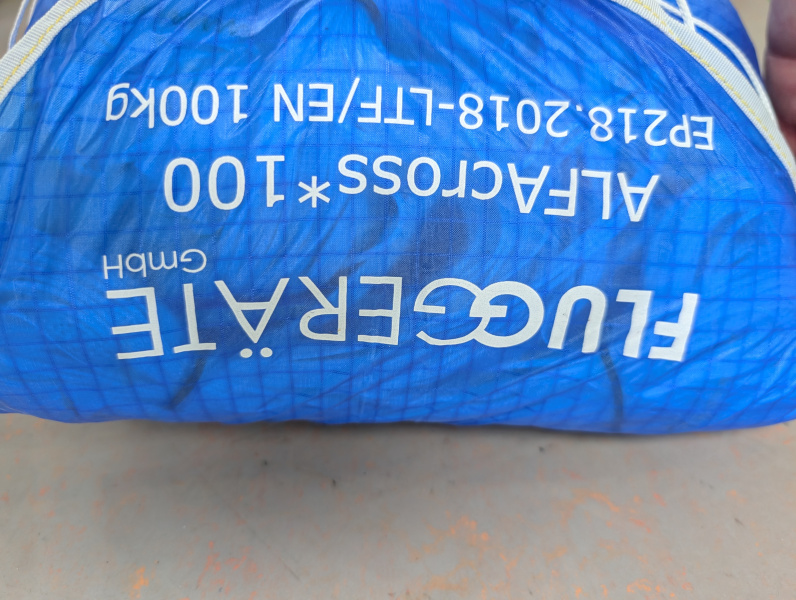 FLUGGERÄTE
GmbH
ALFAcross*100
EP218.2018-LTF/EN 100kg